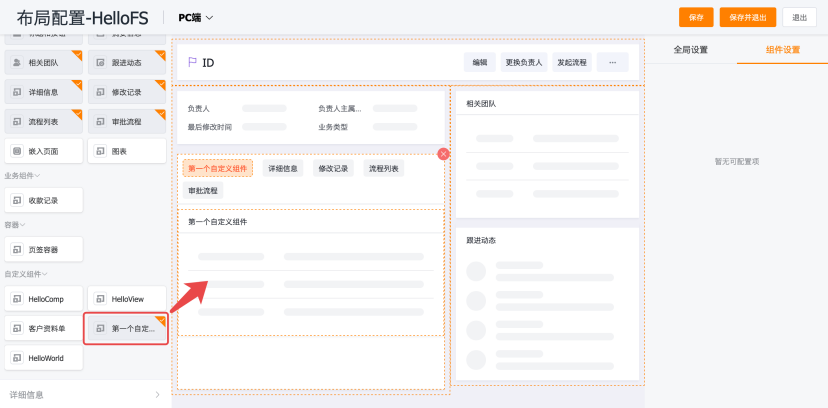 布局配置-HelloFS
PC端
保存
保存并退出
退出
相关团队
跟进动态
详细信息
修改记录
流程列表
审批流程
嵌入页面
图表
业务组件
收款记录
容器
页签容器
自定义组件
HelloComp
HelloView
客户资料单
第一个自定...
HelloWorld
详细信息
ID
编辑
更换负责人
发起流程
...
负责人
负责人主属...
最后修改时间
业务类型
第一个自定义组件
详细信息
修改记录
流程列表
审批流程
第一个自定义组件
相关团队
跟进动态
全局设置
组件设置
暂无可配置项